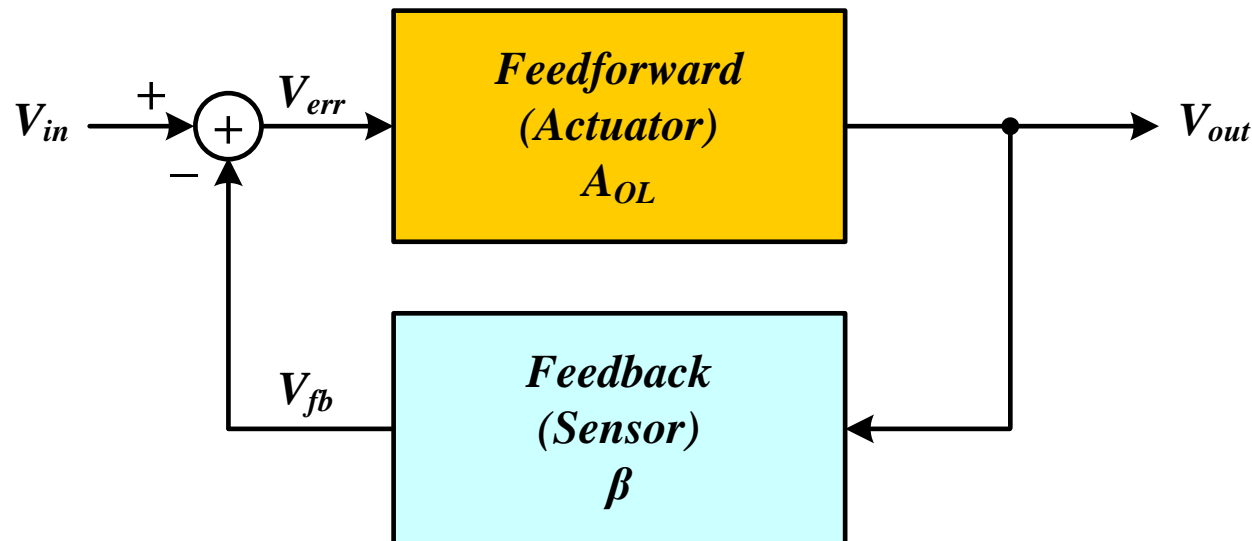 Feedforward
(Actuator)
A_OL
V_in
+
+
−
V_err
V_out
Feedback
(Sensor)
β
V_fb